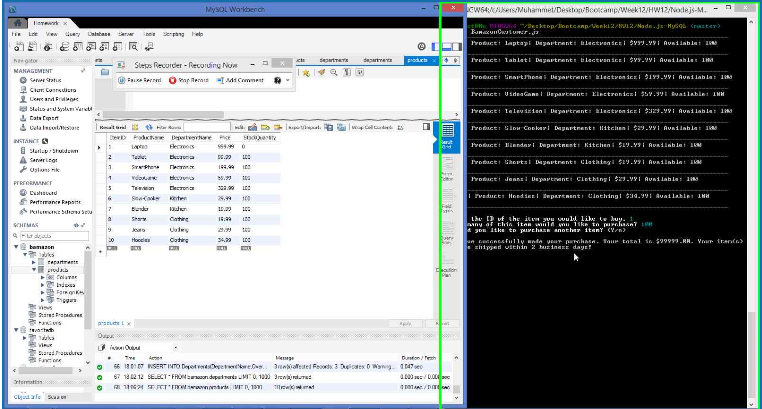 MySQL Workbench
Homework
File Edit View Query Database Server Tools Scripting Help
Navigator
MANAGEMENT
Server Status
Client Connections
Users and Privileges
Status and System Variabl
Data Export
Data Import/Restore
INSTANCE
Startup / Shutdown
Server Logs
Options File
PERFORMANCE
Dashboard
Performance Reports
Performance Schema Setu
SCHEMAS
Filter objects
bamazon
Tables
departments
products
Columns
Indexes
Foreign Key
Triggers
Views
Stored Procedures
Functions
favoritedb
Tables
Views
Stored Procedures
Functions
Information
Object Info Session
products departments departments products
Steps Recorder - Recording Now
Pause Record Stop Record Add Comment
Result Grid Filter Rows: Edit: Export/Import: Wrap Cell Content:
ItemID ProductName DepartmentName Price StockQuantity
1 Laptop Electronics 999.99 0
2 Tablet Electronics 99.99 100
3 SmartPhone Electronics 199.99 100
4 VideoGame Electronics 59.99 100
5 Television Electronics 329.99 100
6 Slow-Cooker Kitchen 29.99 100
7 Blender Kitchen 19.99 100
8 Shorts Clothing 19.99 100
9 Jeans Clothing 29.99 100
10 Hoodies Clothing 34.99 100
NULL NULL NULL NULL NULL
Result Grid
Form Editor
Field Types
Query Stats
Execution Plan
products 1 Apply Revert
Output
Action Output
# Time Action Message Duration / Fetch
66 18:01:07 INSERT INTO Departments(DepartmentName,Over... 3 row(s) affected Records: 3 Duplicates: 0 Warning... 0.047 sec
67 18:02:12 SELECT * FROM bamazon.departments LIMIT 0, 1000 3 row(s) returned 0.000 sec / 0.000 sec
68 18:06:24 SELECT * FROM bamazon.products LIMIT 0, 1000 10 row(s) returned 0.000 sec / 0.000 sec
GW64:/c/Users/Muhammet/Desktop/Bootcamp/Week12/HW12/Node.js-M...
~/Desktop/Bootcamp/Week12/HW12/Node.js-MySQL (master)
BamazonCustomer.js
Product: Laptop| Department: Electronics| $999.99| Available: 100
Product: Tablet| Department: Electronics| $99.99| Available: 100
Product: SmartPhone| Department: Electronics| $199.99| Available: 100
Product: VideoGame| Department: Electronics| $59.99| Available: 100
Product: Television| Department: Electronics| $329.99| Available: 100
Product: Slow-Cooker| Department: Kitchen| $29.99| Available: 100
Product: Blender| Department: Kitchen| $19.99| Available: 100
Product: Shorts| Department: Clothing| $19.99| Available: 100
Product: Jeans| Department: Clothing| $29.99| Available: 100
| Product: Hoodies| Department: Clothing| $34.99| Available: 100
the ID of the item you would like to buy. 1
many of this item would you like to purchase? 100
d you like to purchase another item? (Y/n)
ve successfully made your purchase. Your total is $99999.00. Your item(s)
e shipped within 2 business days!